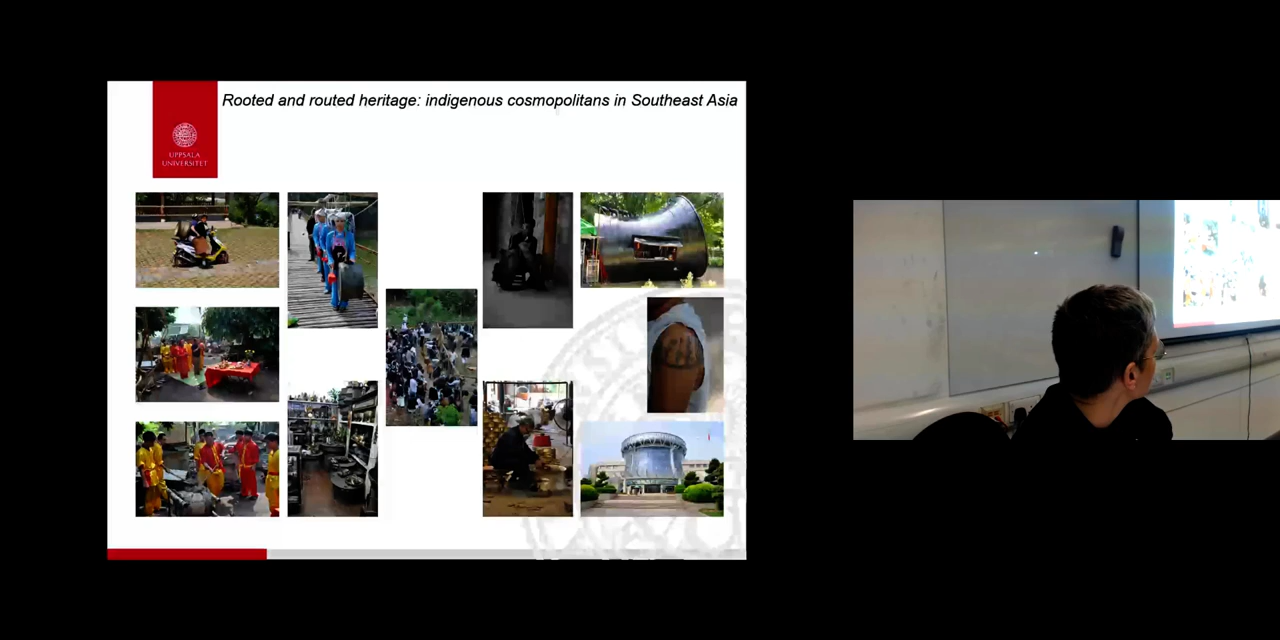 Rooted and routed heritage: indigenous cosmopolitans in Southeast Asia
UPPSALA
UNIVERSITET